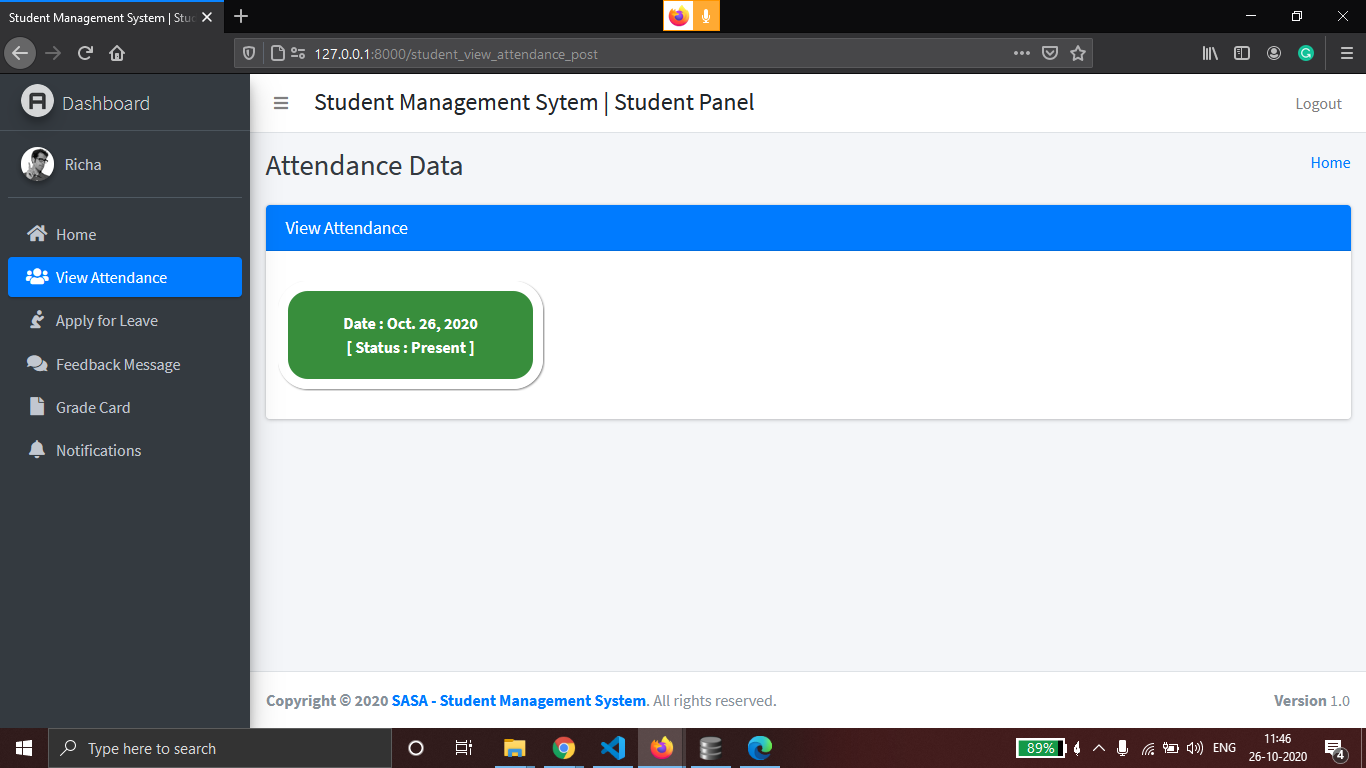 Student Management System | Stud
127.0.0.1:8000/student_view_attendance_post
Dashboard
Student Management Sytem | Student Panel
Logout
Richa
Attendance Data
Home
Home
View Attendance
Apply for Leave
Feedback Message
Grade Card
Notifications
View Attendance
Date : Oct. 26, 2020
[ Status : Present ]
Copyright © 2020 SASA - Student Management System. All rights reserved.
Version 1.0
Type here to search
89%
ENG
11:46
26-10-2020
4